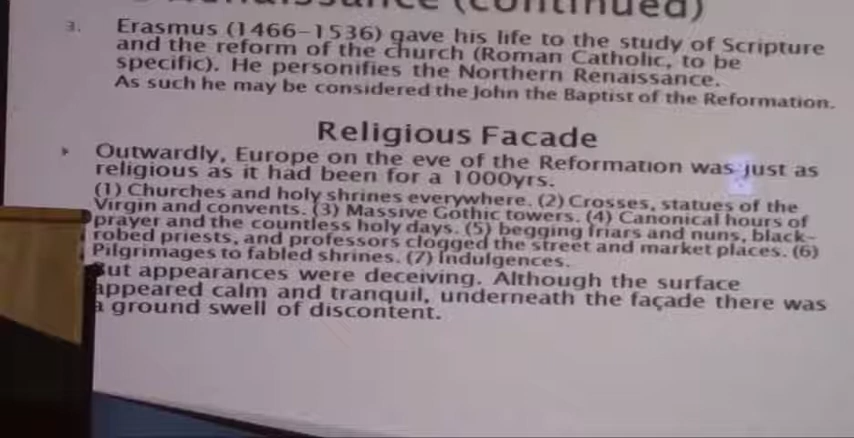 Renaissance (continued)
3. Erasmus (1466-1536) gave his life to the study of Scripture
and the reform of the church (Roman Catholic, to be
specific). He personifies the Northern Renaissance.
As such he may be considered the John the Baptist of the Reformation.
Religious Facade
Outwardly, Europe on the eve of the Reformation was just as
religious as it had been for a 1000yrs.
(1) Churches and holy shrines everywhere. (2) Crosses, statues of the
Virgin and convents. (3) Massive Gothic towers. (4) Canonical hours of
prayer and the countless holy days. (5) begging friars and nuns, black-
robed priests, and professors clogged the street and market places. (6)
Pilgrimages to fabled shrines. (7) Indulgences.
But appearances were deceiving. Although the surface
appeared calm and tranquil, underneath the façade there was
a ground swell of discontent.